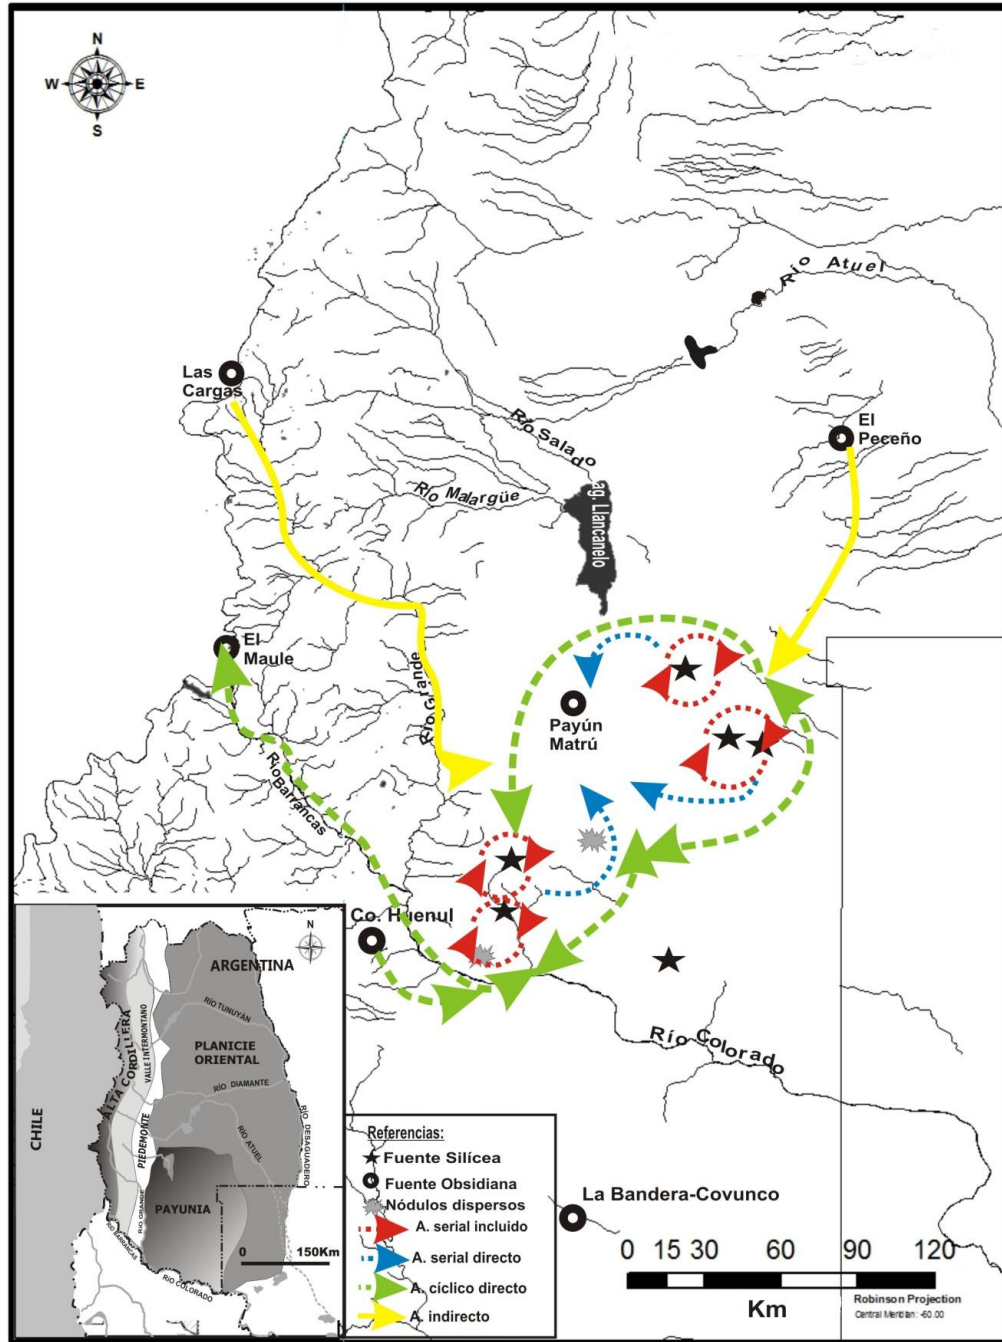 N
W
E
S
Río Atuel
Las
Cargas
El
Peceño
Río Salado
Río Malargüe
ag. Llancanelo
El
Maule
Río Grande
Payún
Matrú
Río Barrancas
Co. Huenul
Río Colorado
La Bandera-Covunco
N
ARGENTINA
CHILE
ALTA CORDILLERA
VALLE INTERMONTANO
RÍO TUNUYÁN
PLANICIE
ORIENTAL
RÍO DIAMANTE
PIEDEMONTE
RÍO ATUEL
RÍO DESAGUADERO
RÍO GRANDE
PAYUNIA
RÍO BARRANCAS
0 150Km
RÍO COLORADO
Referencias:
Fuente Silícea
Fuente Obsidiana
Nódulos dispersos
A. serial incluido
A. serial directo
A. cíclico directo
A. indirecto
0 15 30 60 90 120
Km
Robinson Projection
Central Meridian: -60.00